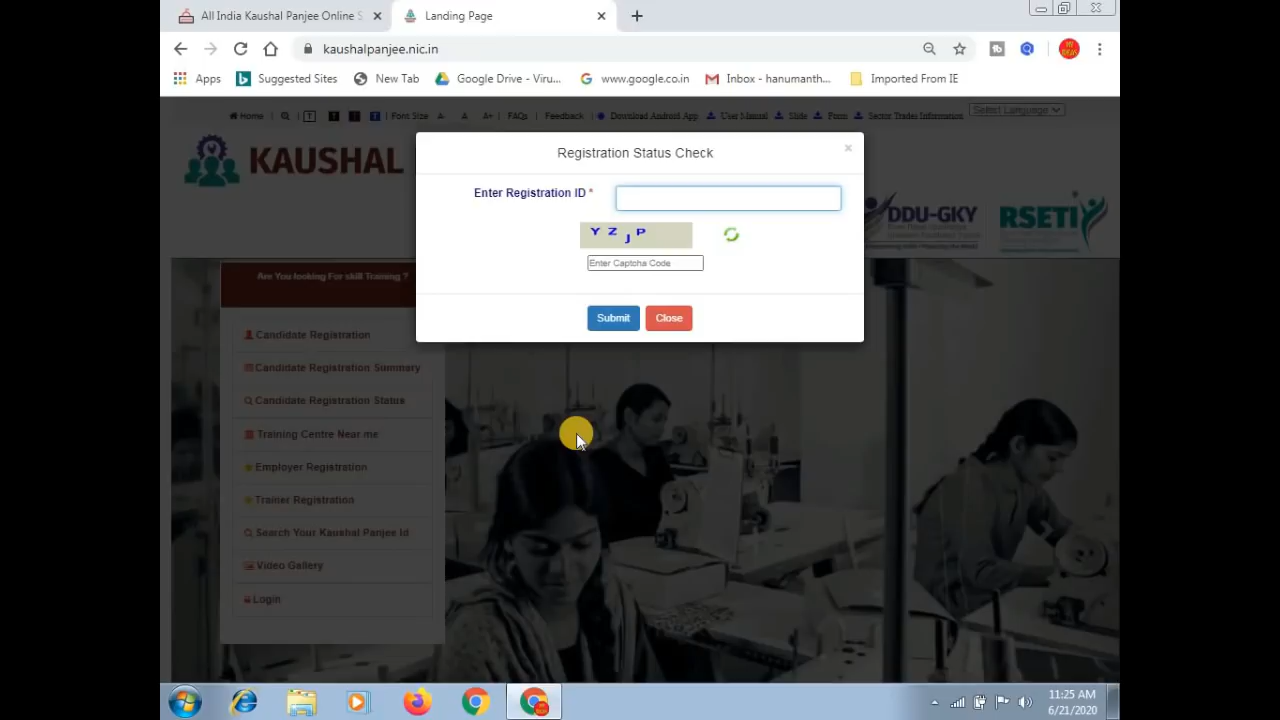 All India Kaushal Panjee Online S
Landing Page
kaushalpanjee.nic.in
Apps
Suggested Sites
New Tab
Google Drive - Viru...
www.google.co.in
Inbox - hanumanth...
Imported From IE
Home
T
T
T
T
Font Size
A-
A
A+
FAQs
Feedback
Download Android App
User Manual
Slide
Form
Sector Trades Information
Select Language
KAUSHAL
DDU-GKY
RSETI
Registration Status Check
×
Enter Registration ID *
Y Z J P
Enter Captcha Code
Submit
Close
Are You looking For skill Training ?
Candidate Registration
Candidate Registration Summary
Candidate Registration Status
Training Centre Near me
Employer Registration
Trainer Registration
Search Your Kaushal Panjee Id
Video Gallery
Login
11:25 AM
6/21/2020